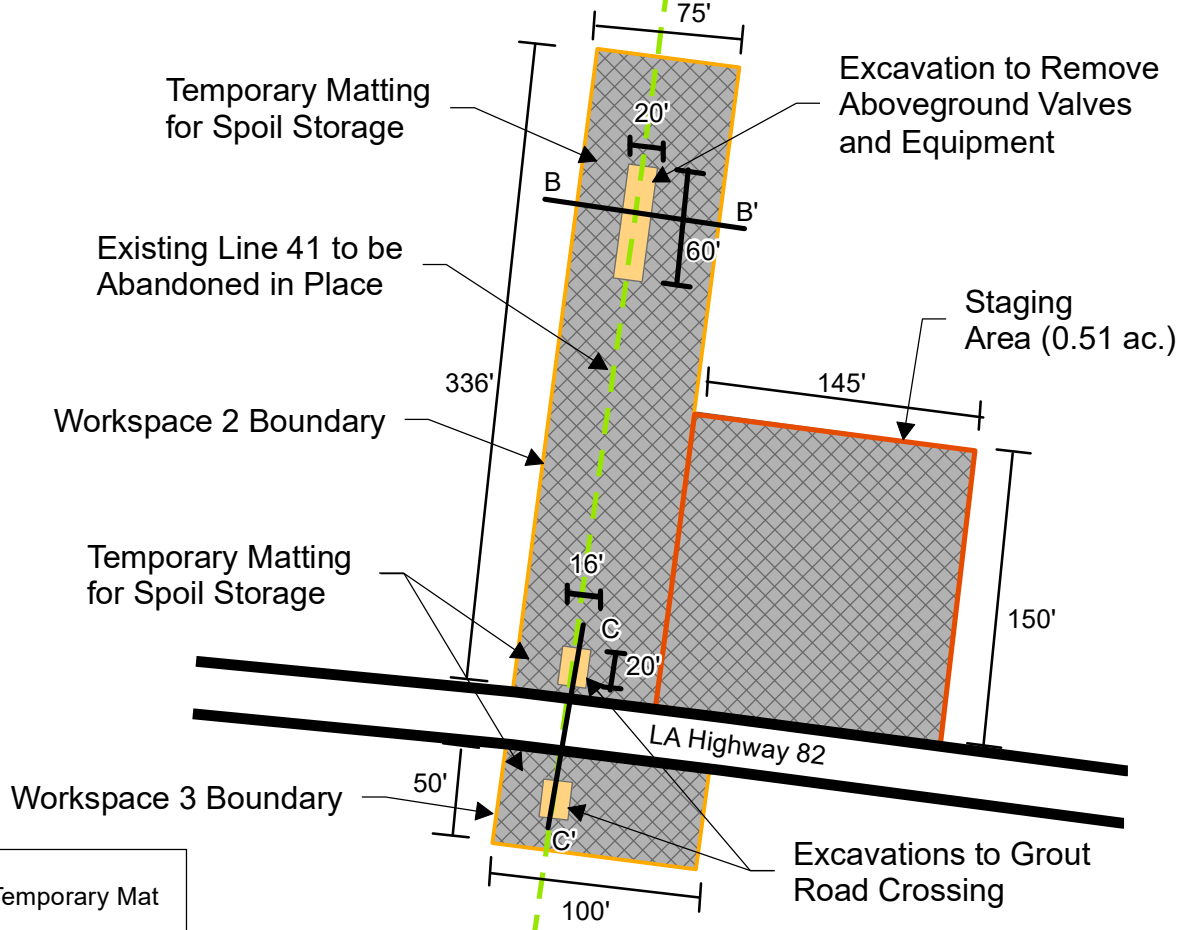 75'
Temporary Matting
for Spoil Storage
Excavation to Remove
Aboveground Valves
and Equipment
20'
B
B'
60'
Existing Line 41 to be
Abandoned in Place
Staging
Area (0.51 ac.)
336'
145'
Workspace 2 Boundary
Temporary Matting
for Spoil Storage
16'
C
20'
150'
LA Highway 82
50'
Workspace 3 Boundary
C'
Excavations to Grout
Road Crossing
100'
Temporary Mat